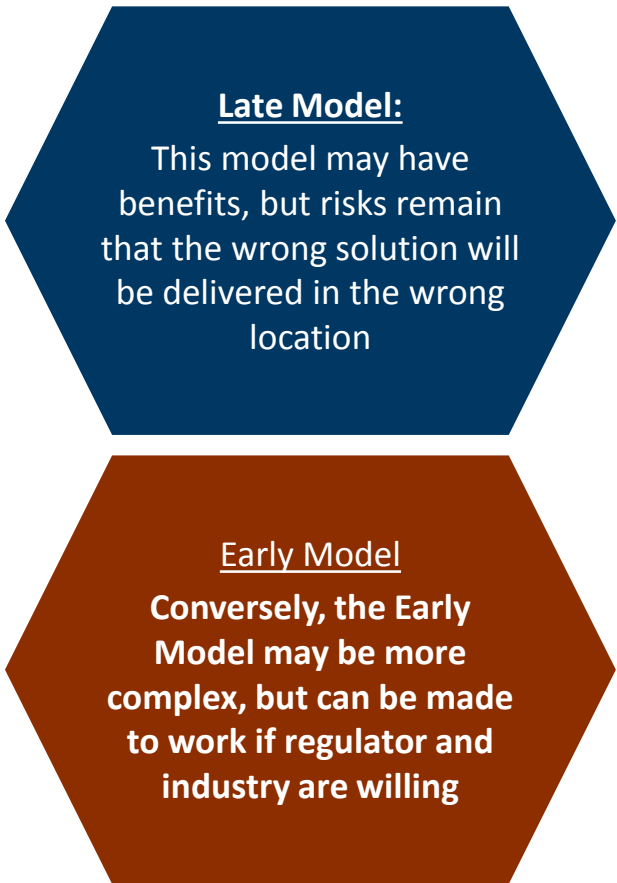 Late Model:
This model may have
benefits, but risks remain
that the wrong solution will
be delivered in the wrong
location
Early Model
Conversely, the Early
Model may be more
complex, but can be made
to work if regulator and
industry are willing